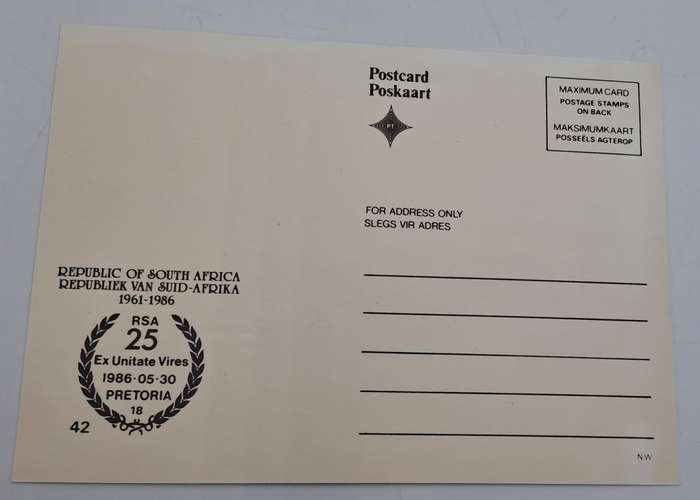 Postcard
Poskaart
PT
MAXIMUM CARD
POSTAGE STAMPS
ON BACK
MAKSIMUMKAART
POSSEËLS AGTEROP
FOR ADDRESS ONLY
SLEGS VIR ADRES
REPUBLIC OF SOUTH AFRICA
REPUBLIEK VAN SUID-AFRIKA
1961-1986
RSA
25
Ex Unitate Vires
1986-05-30
PRETORIA
18
42
NW